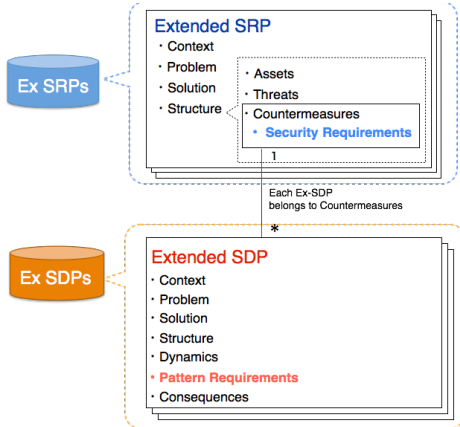 Extended SRP
・Context
・Problem
・Solution
・Structure
・Assets
・Threats
・Countermeasures
・Security Requirements
Ex SRPs
1
Each Ex-SDP
belongs to Countermeasures
*
Extended SDP
・Context
・Problem
・Solution
・Structure
・Dynamics
・Pattern Requirements
・Consequences
Ex SDPs